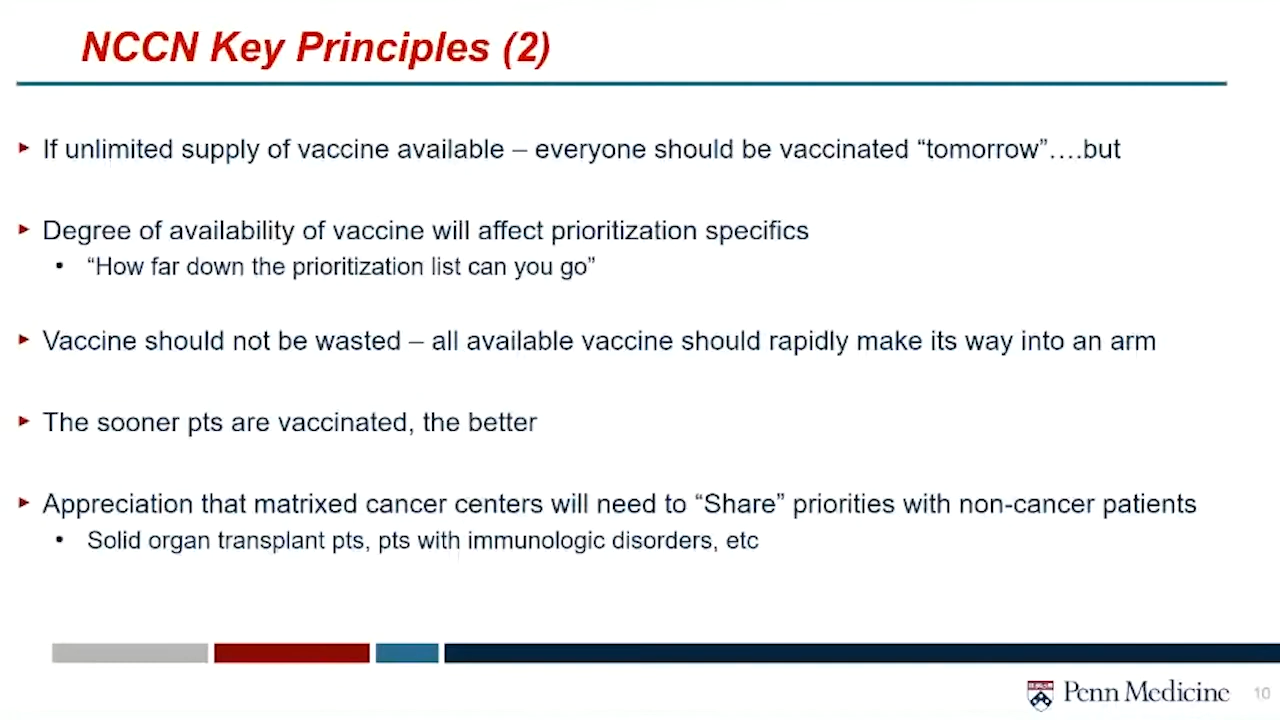 NCCN Key Principles (2)
If unlimited supply of vaccine available – everyone should be vaccinated “tomorrow”….but
Degree of availability of vaccine will affect prioritization specifics
“How far down the prioritization list can you go”
Vaccine should not be wasted – all available vaccine should rapidly make its way into an arm
The sooner pts are vaccinated, the better
Appreciation that matrixed cancer centers will need to “Share” priorities with non-cancer patients
Solid organ transplant pts, pts with immunologic disorders, etc
Penn Medicine 10